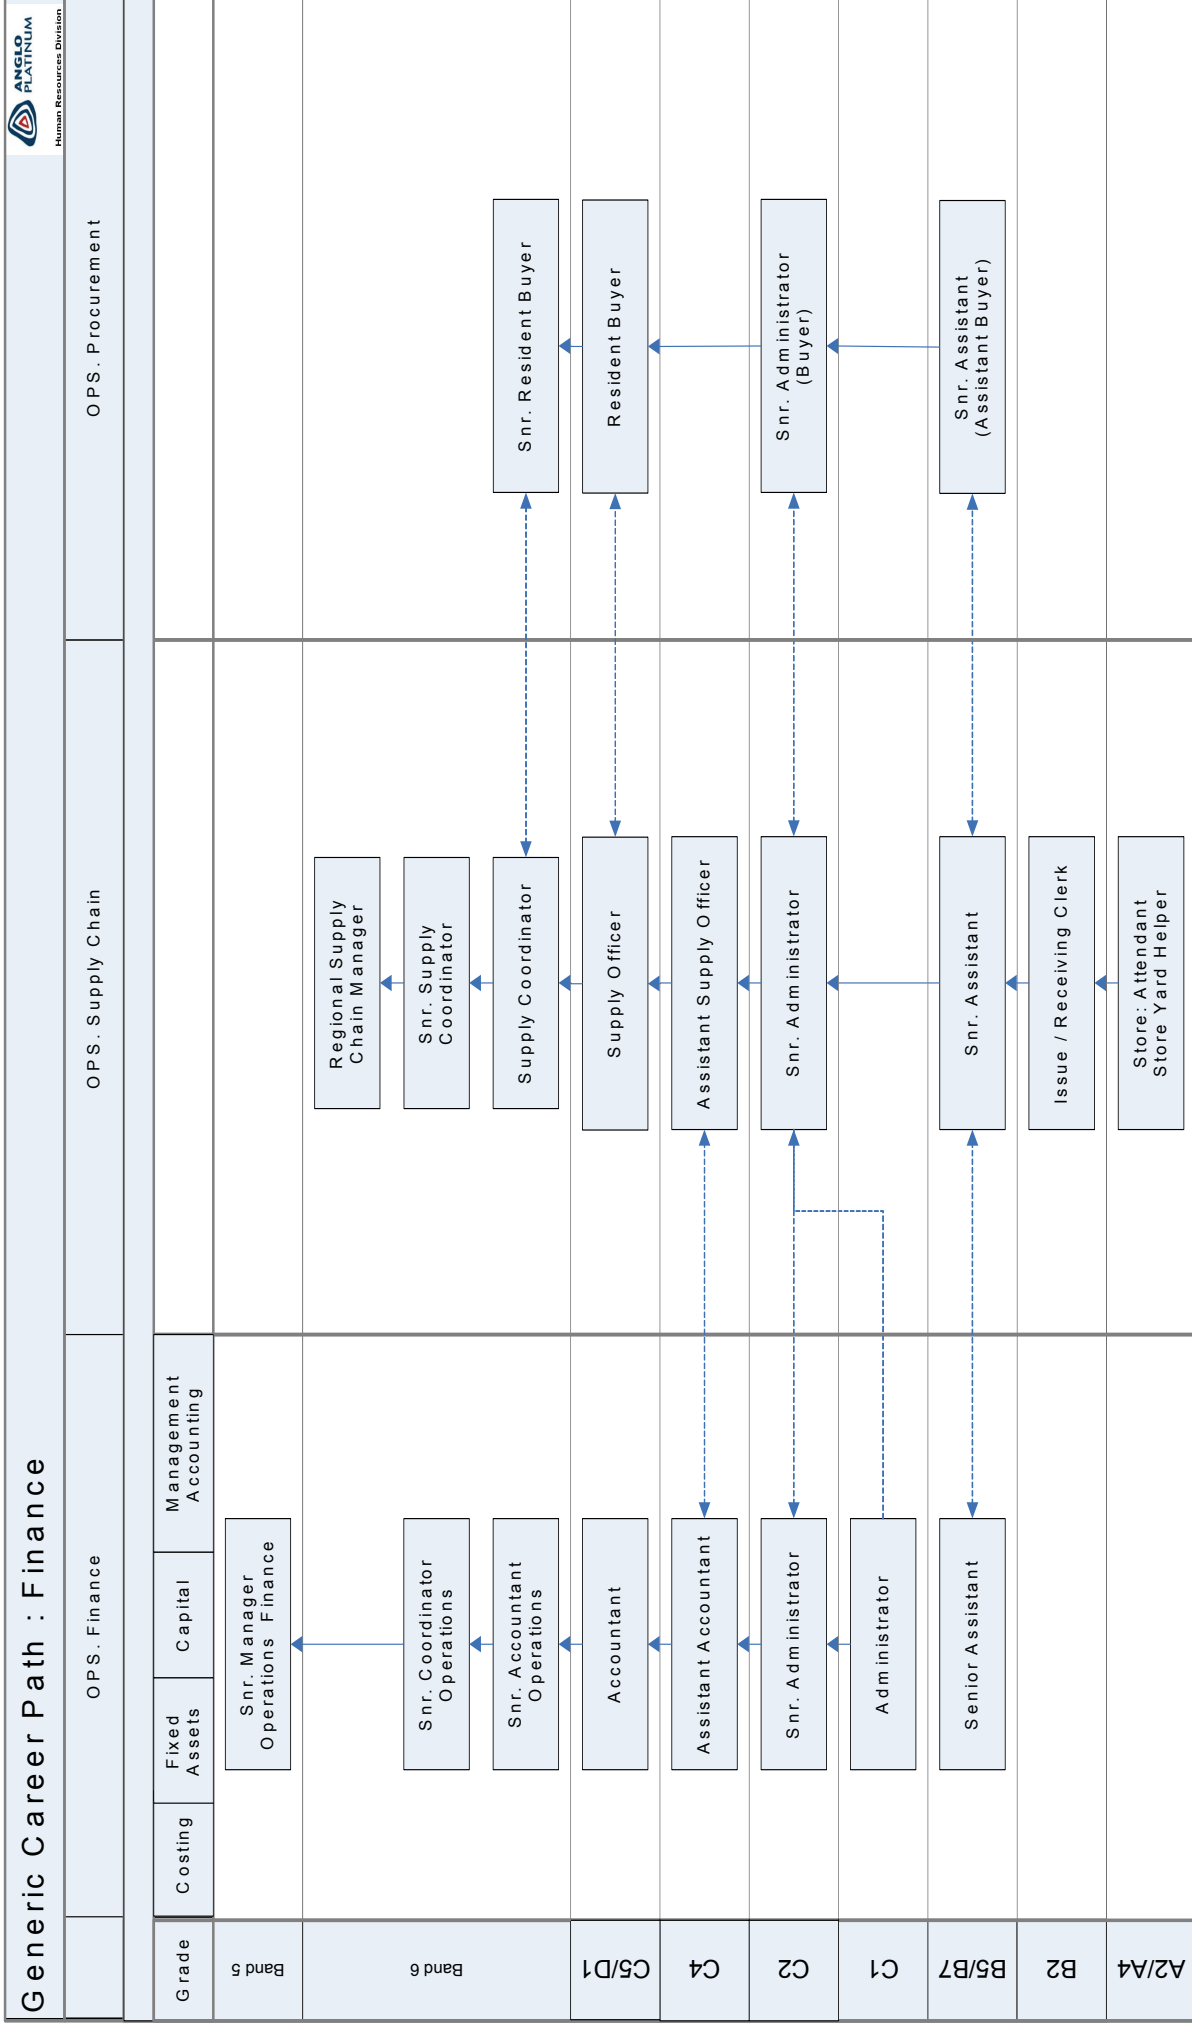 Generic Career Path : Finance
ANGLO
PLATINUM
Human Resources Division
OPS. Finance
OPS. Supply Chain
OPS. Procurement
Grade
Costing
Fixed
Assets
Capital
Management
Accounting
Band 5
Snr. Manager
Operations Finance
Band 6
Regional Supply
Chain Manager
Snr. Coordinator
Operations
Snr. Supply
Coordinator
Snr. Accountant
Operations
Supply Coordinator
Snr. Resident Buyer
C5/D1
Accountant
Supply Officer
Resident Buyer
C4
Assistant Accountant
Assistant Supply Officer
C2
Snr. Administrator
Snr. Administrator
Snr. Administrator
(Buyer)
C1
Administrator
B5/B7
Senior Assistant
Snr. Assistant
Snr. Assistant
(Assistant Buyer)
B2
Issue / Receiving Clerk
A2/A4
Store: Attendant
Store Yard Helper